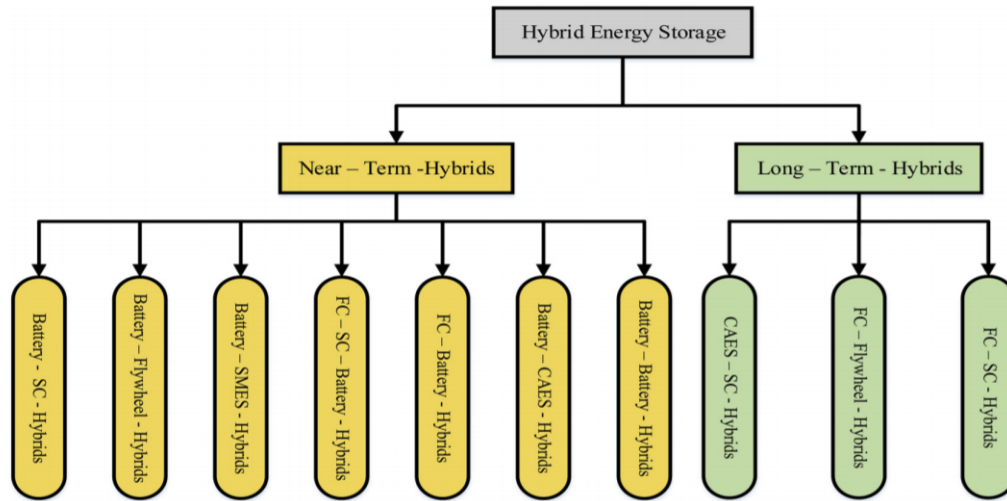 Hybrid Energy Storage
Near – Term -Hybrids
Long – Term - Hybrids
Battery - SC - Hybrids
Battery – Flywheel - Hybrids
Battery – SMES - Hybrids
FC – SC – Battery - Hybrids
FC – Battery - Hybrids
Battery – CAES - Hybrids
Battery – Battery - Hybrids
CAES – SC - Hybrids
FC – Flywheel - Hybrids
FC – SC - Hybrids